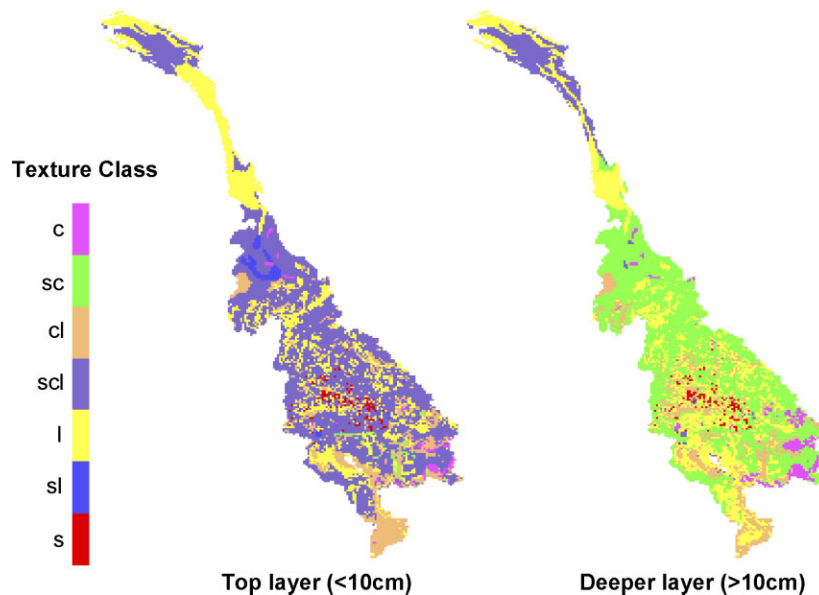 Texture Class
c
sc
cl
scl
l
sl
s
Top layer (<10cm)
Deeper layer (>10cm)